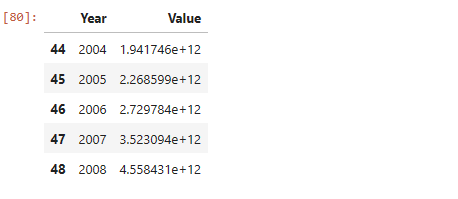 [80]:
Year Value
44 2004 1.941746e+12
45 2005 2.268599e+12
46 2006 2.729784e+12
47 2007 3.523094e+12
48 2008 4.558431e+12